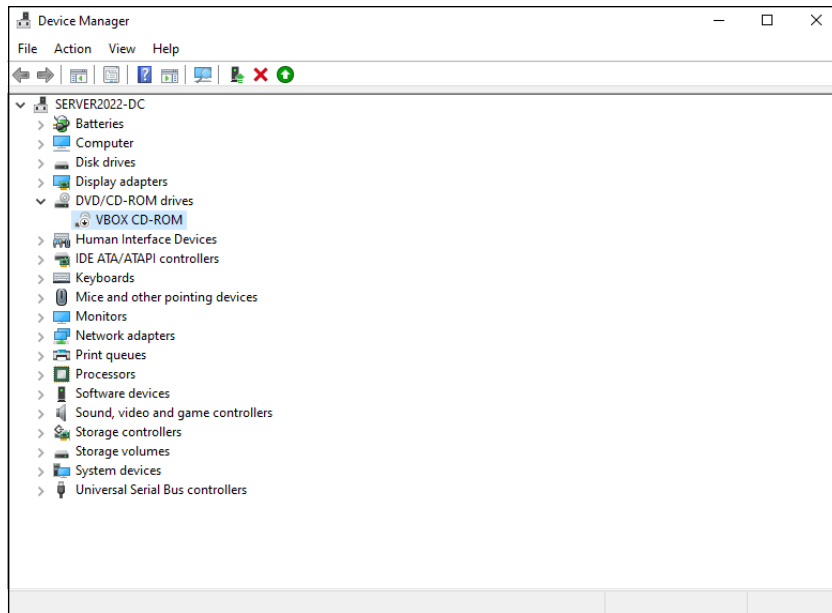 Device Manager
File Action View Help
SERVER2022-DC
Batteries
Computer
Disk drives
Display adapters
DVD/CD-ROM drives
VBOX CD-ROM
Human Interface Devices
IDE ATA/ATAPI controllers
Keyboards
Mice and other pointing devices
Monitors
Network adapters
Print queues
Processors
Software devices
Sound, video and game controllers
Storage controllers
Storage volumes
System devices
Universal Serial Bus controllers